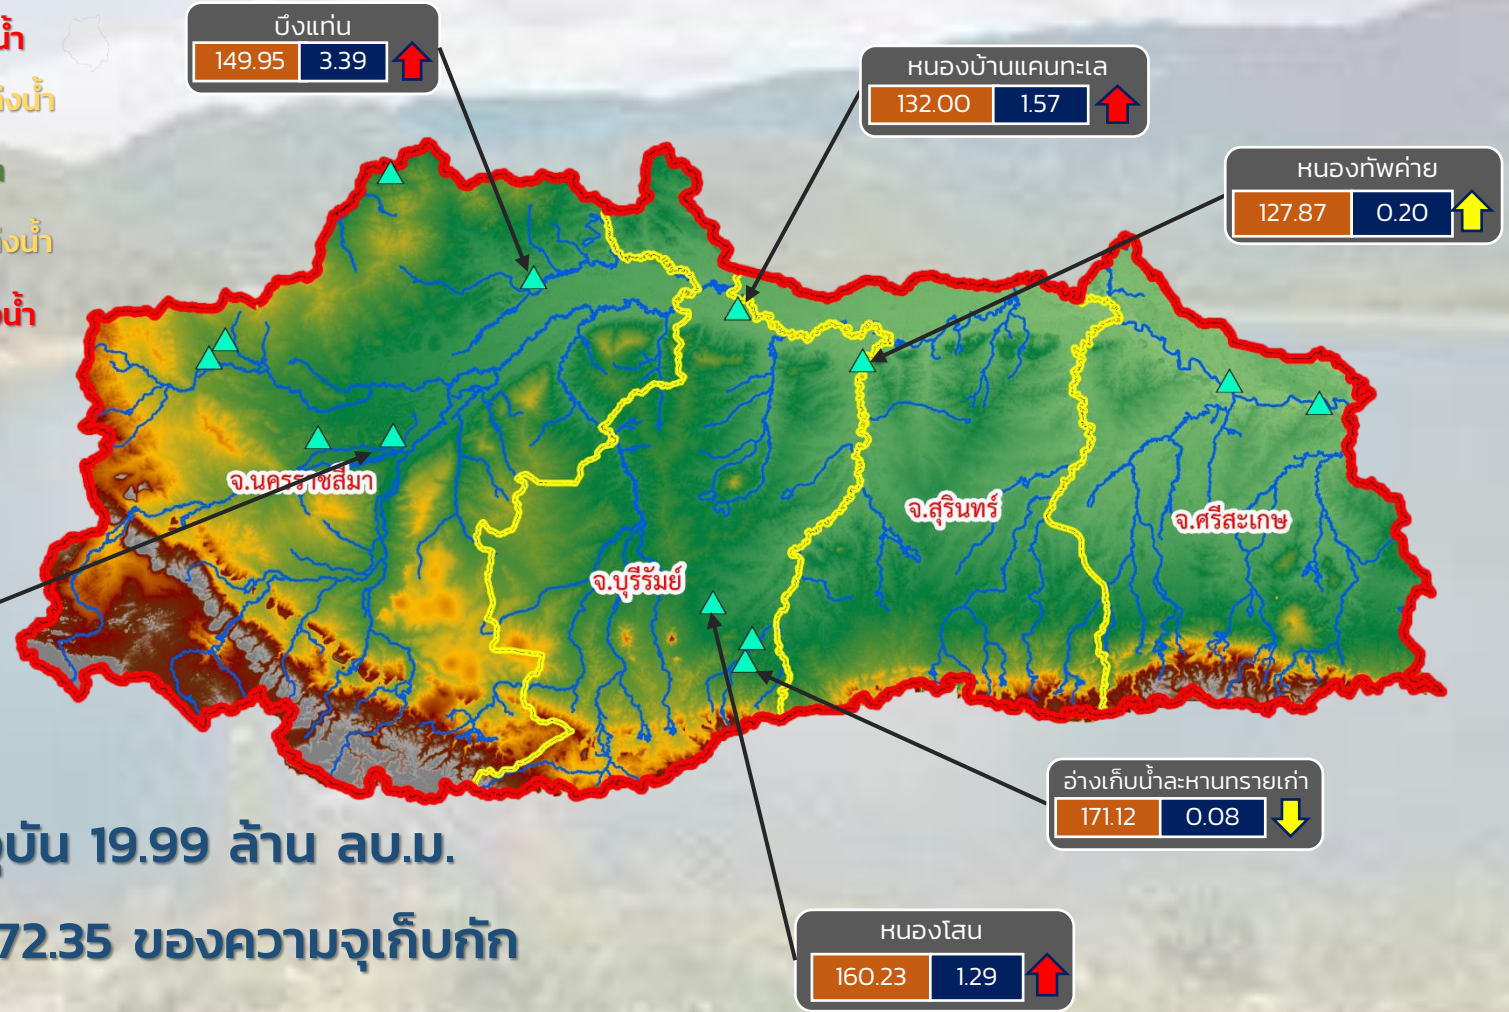 บึงแท่น
149.95 3.39
หนองบ้านแคนทะเล
132.00 1.57
หนองทัพค่าย
127.87 0.20
จ.นครราชสีมา
จ.สุรินทร์
จ.ศรีสะเกษ
จ.บุรีรัมย์
อ่างเก็บน้ำละหานทรายเก่า
171.12 0.08
19.99 ล้าน ลบ.ม.
72.35 ของความจุเก็บกัก
หนองโสน
160.23 1.29